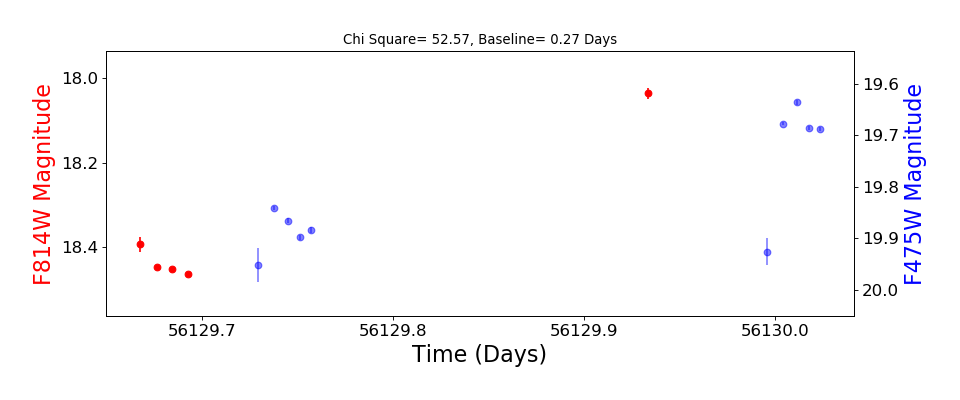 Chi Square= 52.57, Baseline= 0.27 Days
F814W Magnitude
18.0
18.2
18.4
19.6
19.7
19.8
19.9
20.0
F475W Magnitude
56129.7 56129.8 56129.9 56130.0
Time (Days)